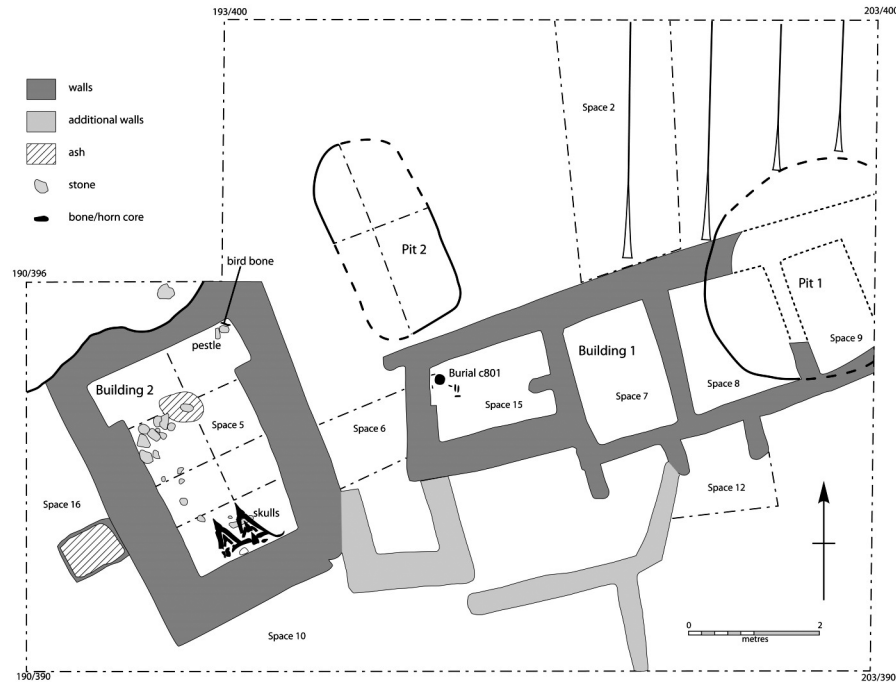 193/400
203/400
walls
additional walls
ash
stone
bone/horn core
Space 2
bird bone
Pit 2
190/396
Pit 1
pestle
Space 9
Building 1
Burial c801
Building 2
Space 8
Space 7
Space 15
Space 5
Space 6
Space 12
Space 16
skulls
0
2
metres
Space 10
190/390
203/390